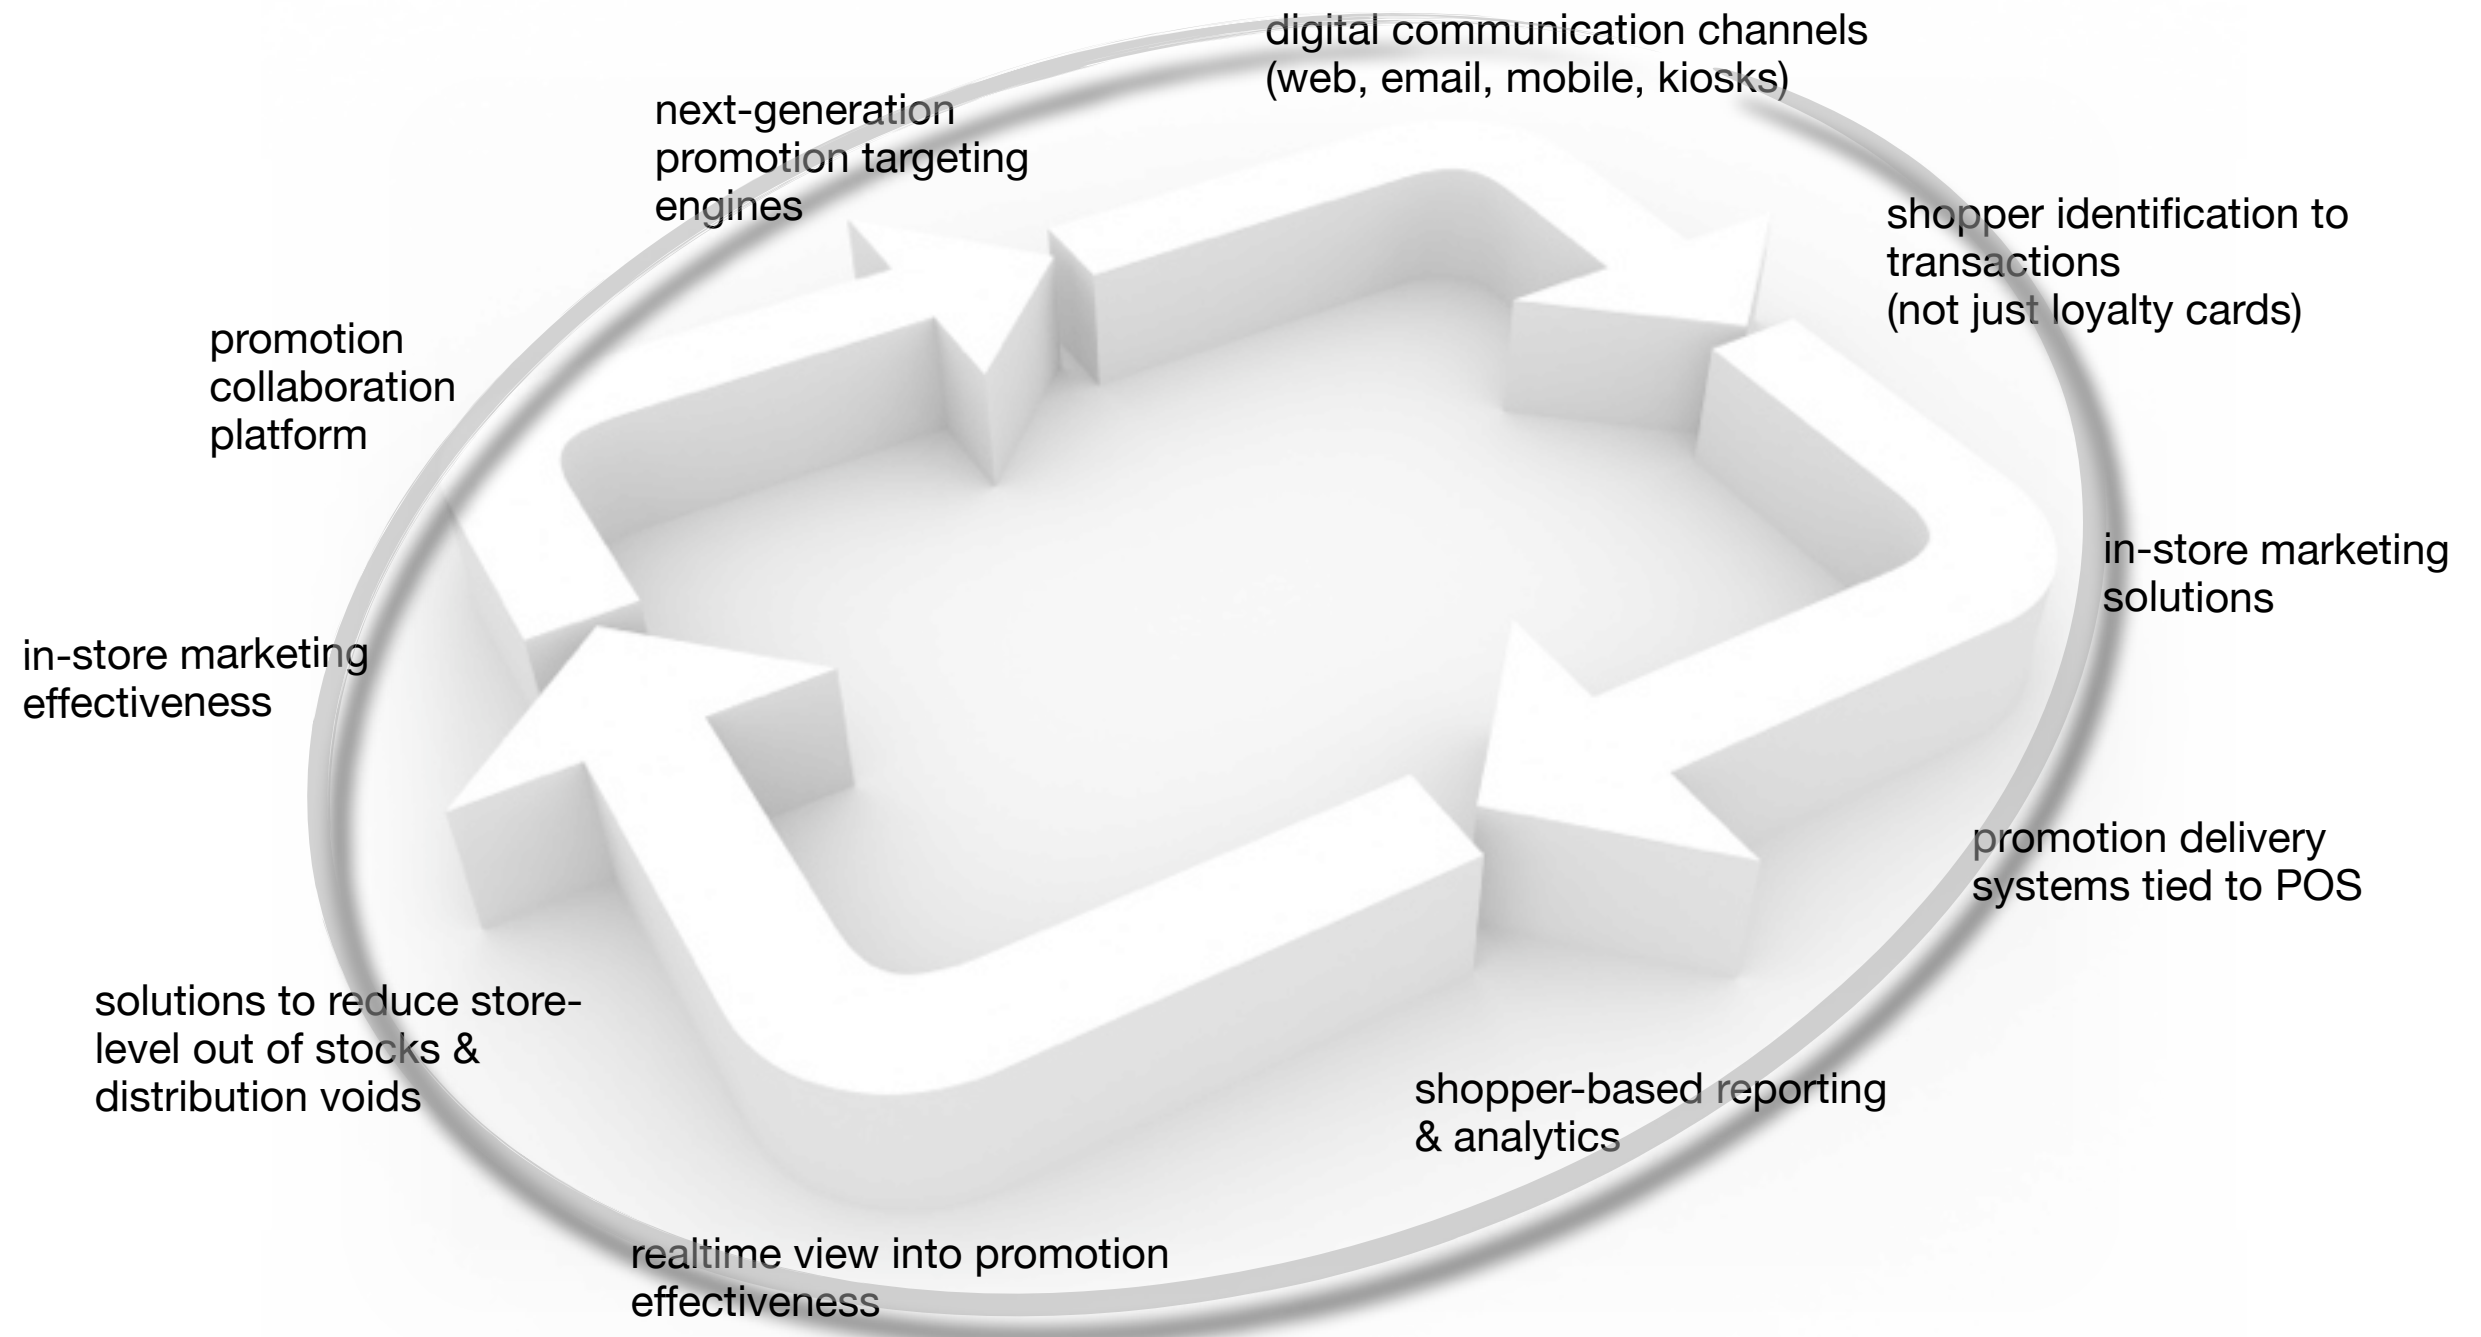 digital communication channels
(web, email, mobile, kiosks)
next-generation
promotion targeting
engines
shopper identification to
transactions
(not just loyalty cards)
promotion
collaboration
platform
in-store marketing
solutions
in-store marketing
effectiveness
promotion delivery
systems tied to POS
solutions to reduce store-
level out of stocks &
distribution voids
shopper-based reporting
& analytics
realtime view into promotion
effectiveness